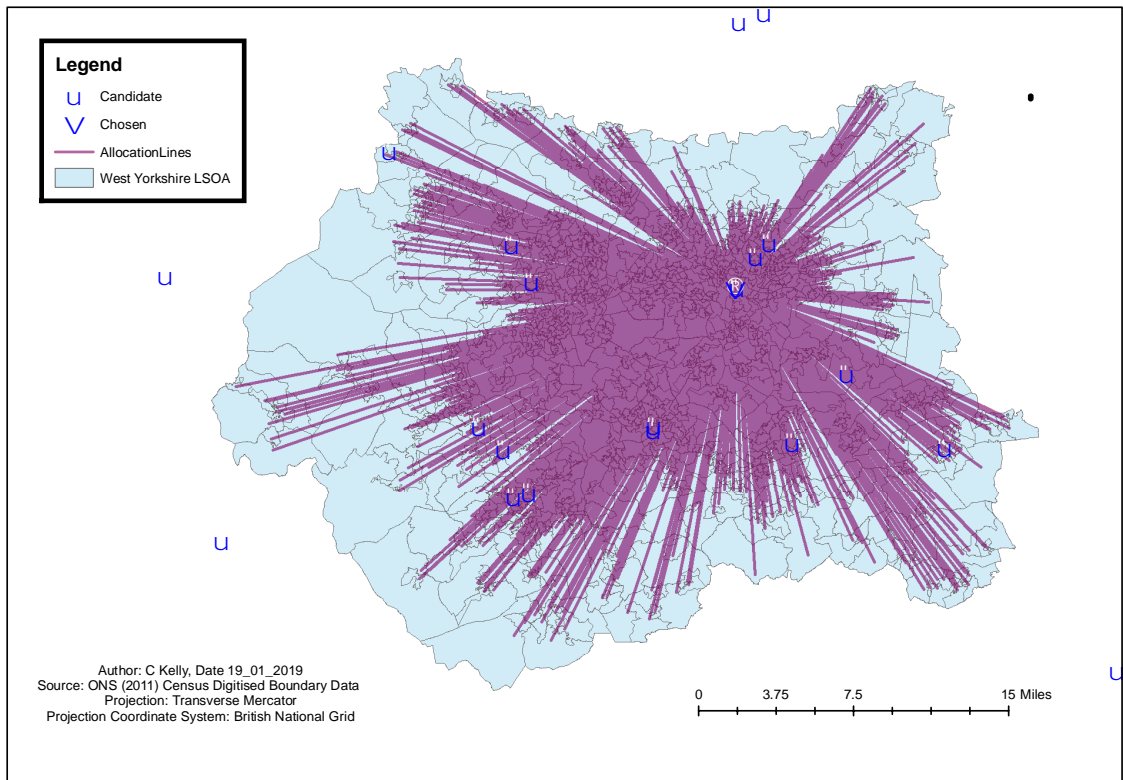 Legend
Candidate
Chosen
AllocationLines
West Yorkshire LSOA
Author: C Kelly, Date 19_01_2019
Source: ONS (2011) Census Digitised Boundary Data
Projection: Transverse Mercator
Projection Coordinate System: British National Grid
0 3.75 7.5 15 Miles